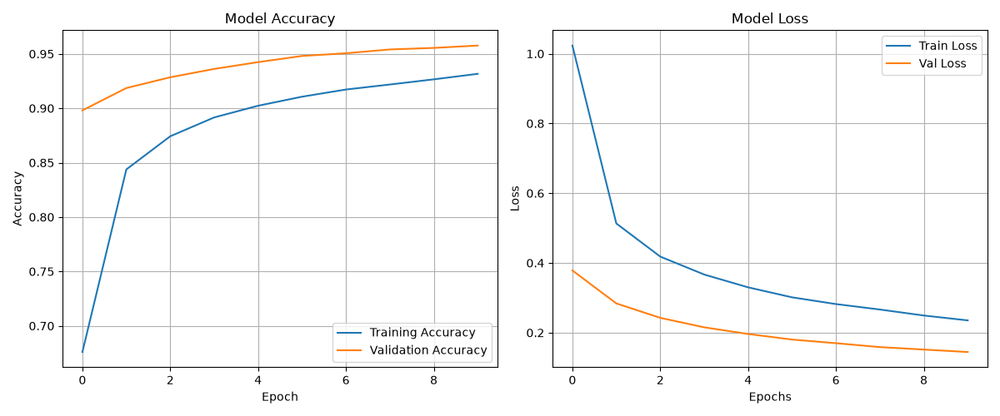 Model Accuracy
0.95
0.90
0.85
0.80
0.75
0.70
Accuracy
0 2 4 6 8
Epoch
Training Accuracy
Validation Accuracy
Model Loss
1.0
0.8
0.6
0.4
0.2
Loss
0 2 4 6 8
Epochs
Train Loss
Val Loss